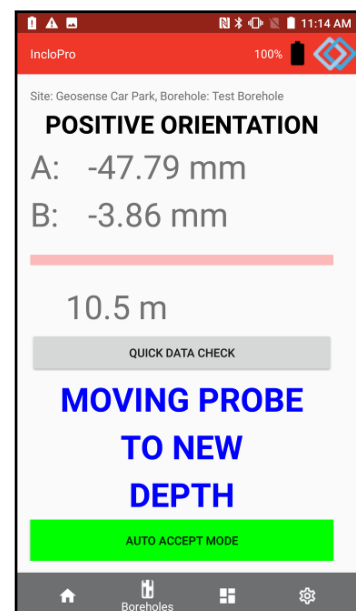 11:14 AM
IncloPro
100%
Site: Geosense Car Park, Borehole: Test Borehole
POSITIVE ORIENTATION
A: -47.79 mm
B: -3.86 mm
10.5 m
QUICK DATA CHECK
MOVING PROBE
TO NEW
DEPTH
AUTO ACCEPT MODE
Boreholes